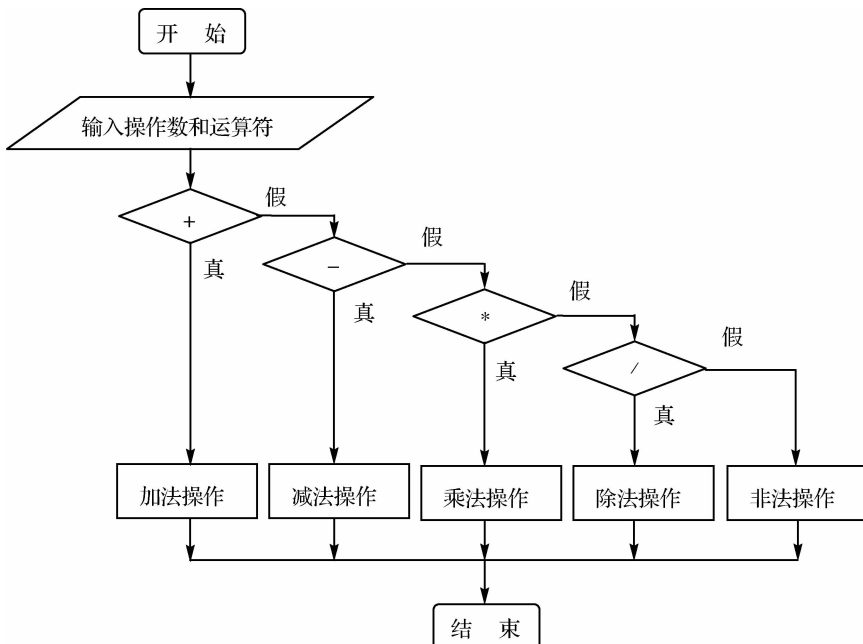 开 始
输入操作数和运算符
假
+
假
真
−
假
真
*
假
真
/
真
加法操作
减法操作
乘法操作
除法操作
非法操作
结 束